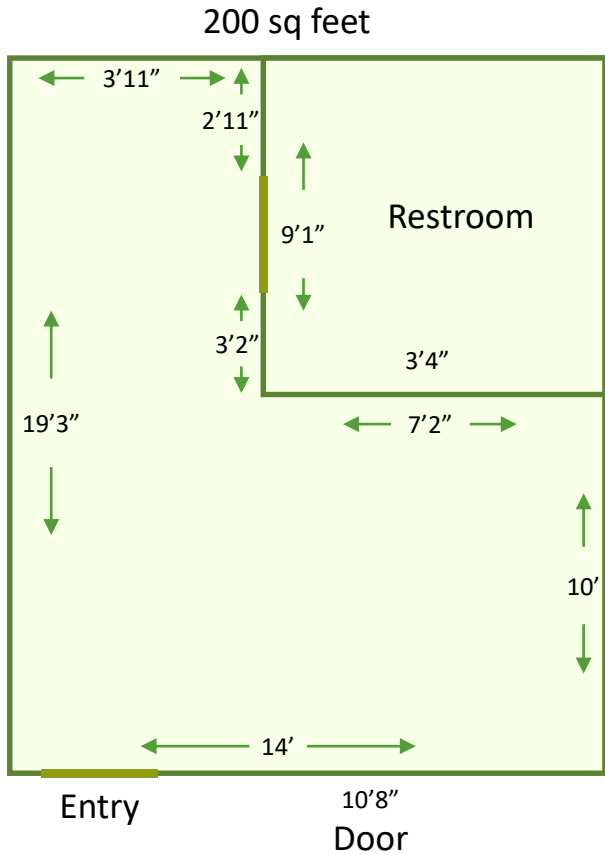 200 sq feet
3’11”
2’11”
Restroom
9’1”
3’2”
3’4”
19’3”
7’2”
10’
14’
Entry
10’8”
Door